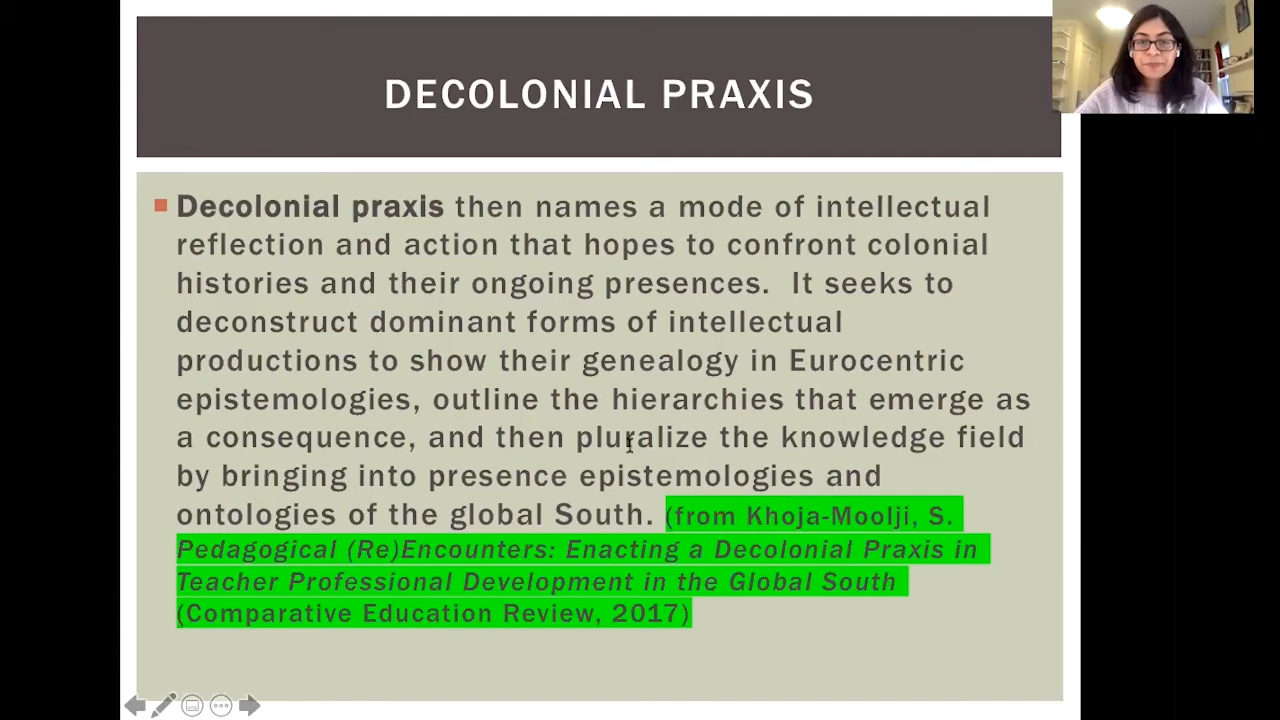 DECOLONIAL PRAXIS
Decolonial praxis then names a mode of intellectual
reflection and action that hopes to confront colonial
histories and their ongoing presences. It seeks to
deconstruct dominant forms of intellectual
productions to show their genealogy in Eurocentric
epistemologies, outline the hierarchies that emerge as
a consequence, and then pluralize the knowledge field
by bringing into presence epistemologies and
ontologies of the global South. (from Khoja-Moolji, S.
Pedagogical (Re)Encounters: Enacting a Decolonial Praxis in
Teacher Professional Development in the Global South
(Comparative Education Review, 2017)